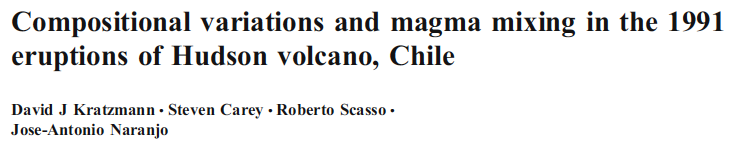 Compositional variations and magma mixing in the 1991
eruptions of Hudson volcano, Chile
David J Kratzmann · Steven Carey · Roberto Scasso ·
Jose-Antonio Naranjo